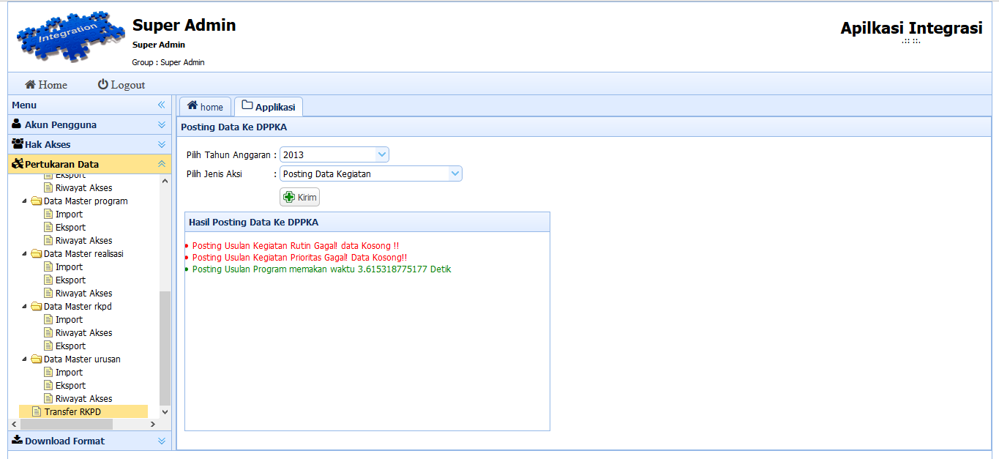 Integration
Super Admin
Super Admin
Group : Super Admin
Apilkasi Integrasi
.:: ::.
Home Logout
Menu
Akun Pengguna
Hak Akses
Pertukaran Data
Eksport
Riwayat Akses
Data Master program
Import
Eksport
Riwayat Akses
Data Master realisasi
Import
Eksport
Riwayat Akses
Data Master rkpd
Import
Riwayat Akses
Eksport
Data Master urusan
Import
Eksport
Riwayat Akses
Transfer RKPD
Download Format
home Applikasi
Posting Data Ke DPPKA
Pilih Tahun Anggaran : 2013
Pilih Jenis Aksi : Posting Data Kegiatan
Kirim
Hasil Posting Data Ke DPPKA
• Posting Usulan Kegiatan Rutin Gagal! data Kosong !!
• Posting Usulan Kegiatan Prioritas Gagal! Data Kosong!!
• Posting Usulan Program memakan waktu 3.615318775177 Detik